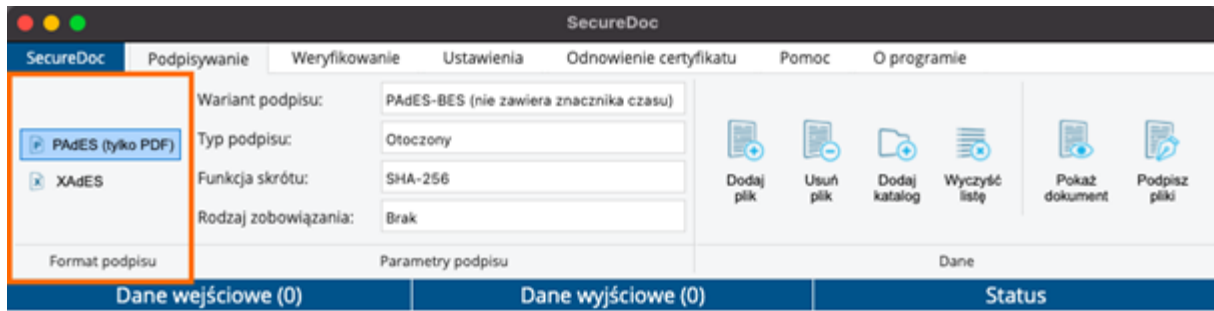 SecureDoc
SecureDoc Podpisywanie Weryfikowanie Ustawienia Odnowienie certyfikatu Pomoc O programie
PAdES (tylko PDF)
XAdES
Format podpisu
Wariant podpisu: PAdES-BES (nie zawiera znacznika czasu)
Typ podpisu: Otoczony
Funkcja skrótu: SHA-256
Rodzaj zobowiązania: Brak
Parametry podpisu
Dodaj
plik
Usuń
plik
Dodaj
katalog
Wyczyść
listę
Pokaż
dokument
Podpisz
pliki
Dane
Dane wejściowe (0) Dane wyjściowe (0) Status